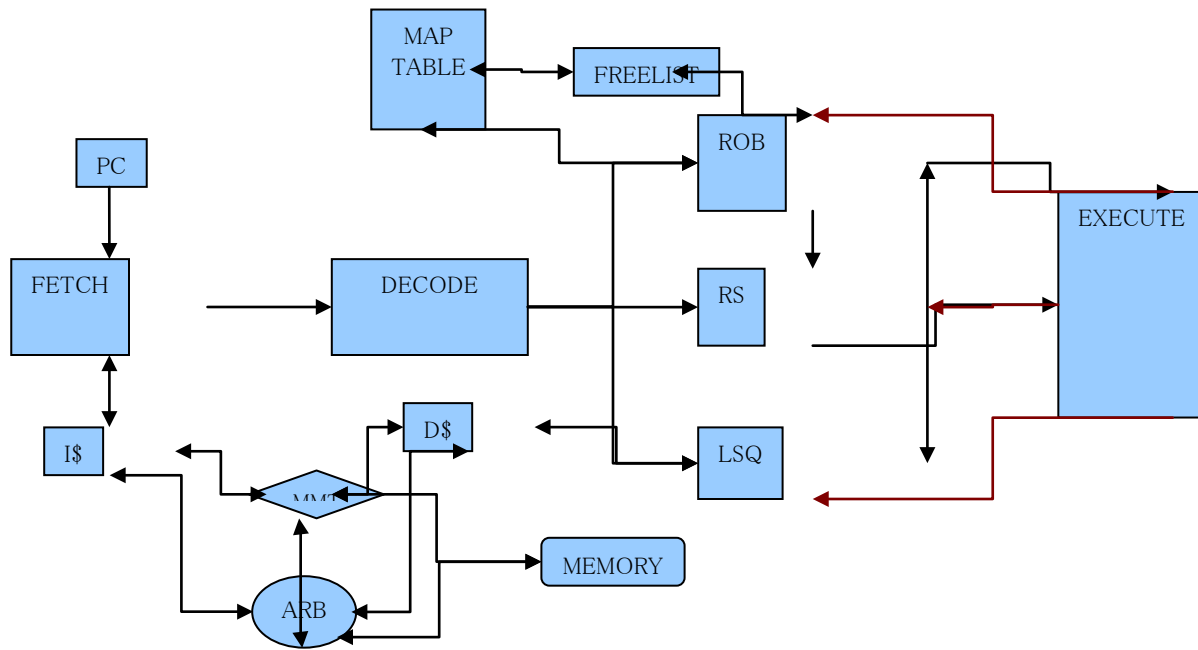 MAP
TABLE
FREELIST
ROB
PC
EXECUTE
FETCH
DECODE
RS
D$
I$
LSQ
MEMORY
ARB